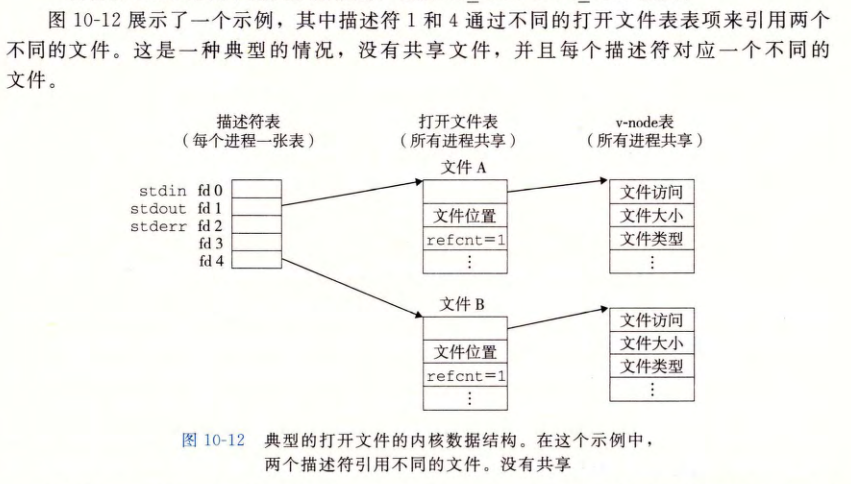 图 10-12 展示了一个示例，其中描述符 1 和 4 通过不同的打开文件表表项来引用两个
不同的文件。这是一种典型的情况，没有共享文件，并且每个描述符对应一个不同的
文件。
描述符表
（每个进程一张表）
打开文件表
（所有进程共享）
v-node表
（所有进程共享）
文件 A
stdin fd 0
stdout fd 1
stderr fd 2
fd 3
fd 4
文件位置
refcnt=1
⋮
文件访问
文件大小
文件类型
⋮
文件 B
文件位置
refcnt=1
⋮
文件访问
文件大小
文件类型
⋮
图 10-12 典型的打开文件的内核数据结构。在这个示例中，
两个描述符引用不同的文件。没有共享